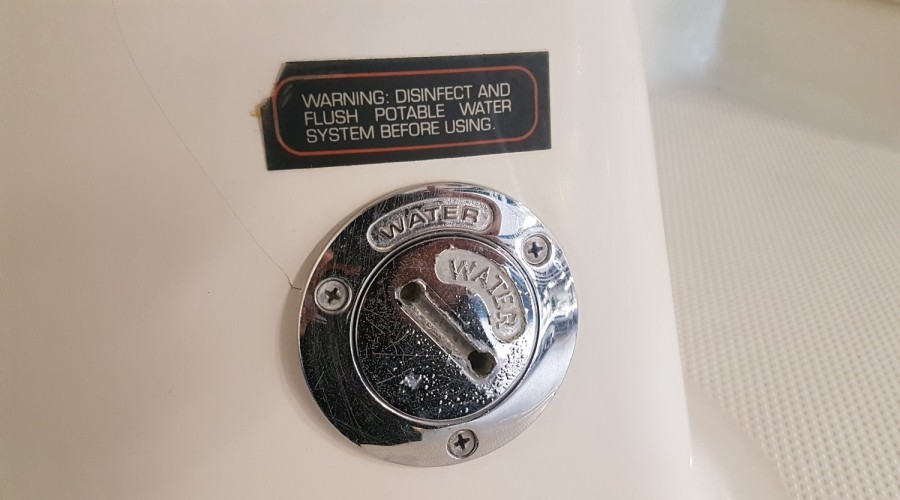 WARNING: DISINFECT AND
FLUSH POTABLE WATER
SYSTEM BEFORE USING.
WATER
WATER